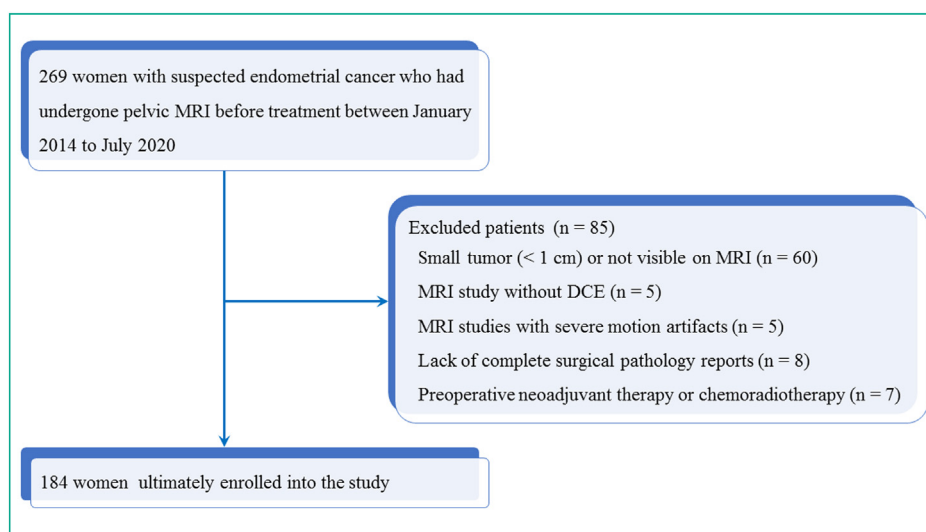 269 women with suspected endometrial cancer who had
undergone pelvic MRI before treatment between January
2014 to July 2020
Excluded patients (n = 85)
Small tumor (< 1 cm) or not visible on MRI (n = 60)
MRI study without DCE (n = 5)
MRI studies with severe motion artifacts (n = 5)
Lack of complete surgical pathology reports (n = 8)
Preoperative neoadjuvant therapy or chemoradiotherapy (n = 7)
184 women ultimately enrolled into the study